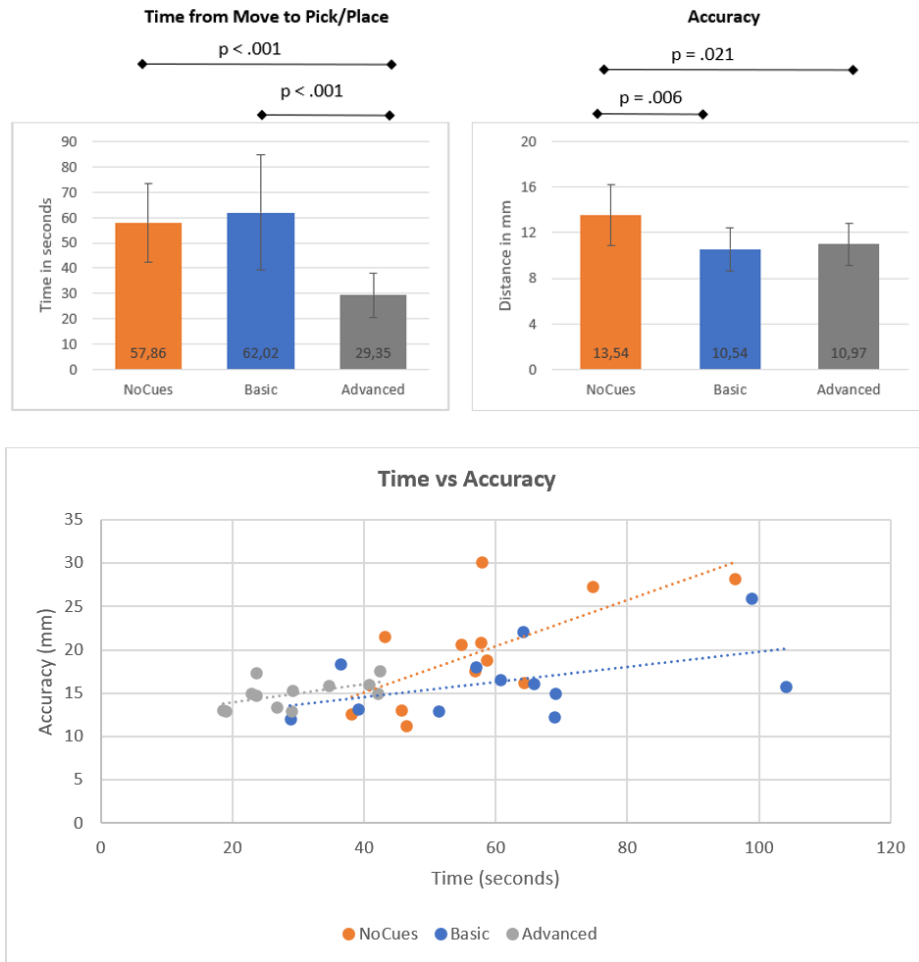 Time from Move to Pick/Place
p < .001
p < .001
Time in seconds
90
80
70
60
50
40
30
20
10
0
57,86
62,02
29,35
NoCues
Basic
Advanced
Accuracy
p = .021
p = .006
Distance in mm
20
16
12
8
4
0
13,54
10,54
10,97
NoCues
Basic
Advanced
Time vs Accuracy
Accuracy (mm)
35
30
25
20
15
10
5
0
0
20
40
60
80
100
120
Time (seconds)
NoCues
Basic
Advanced